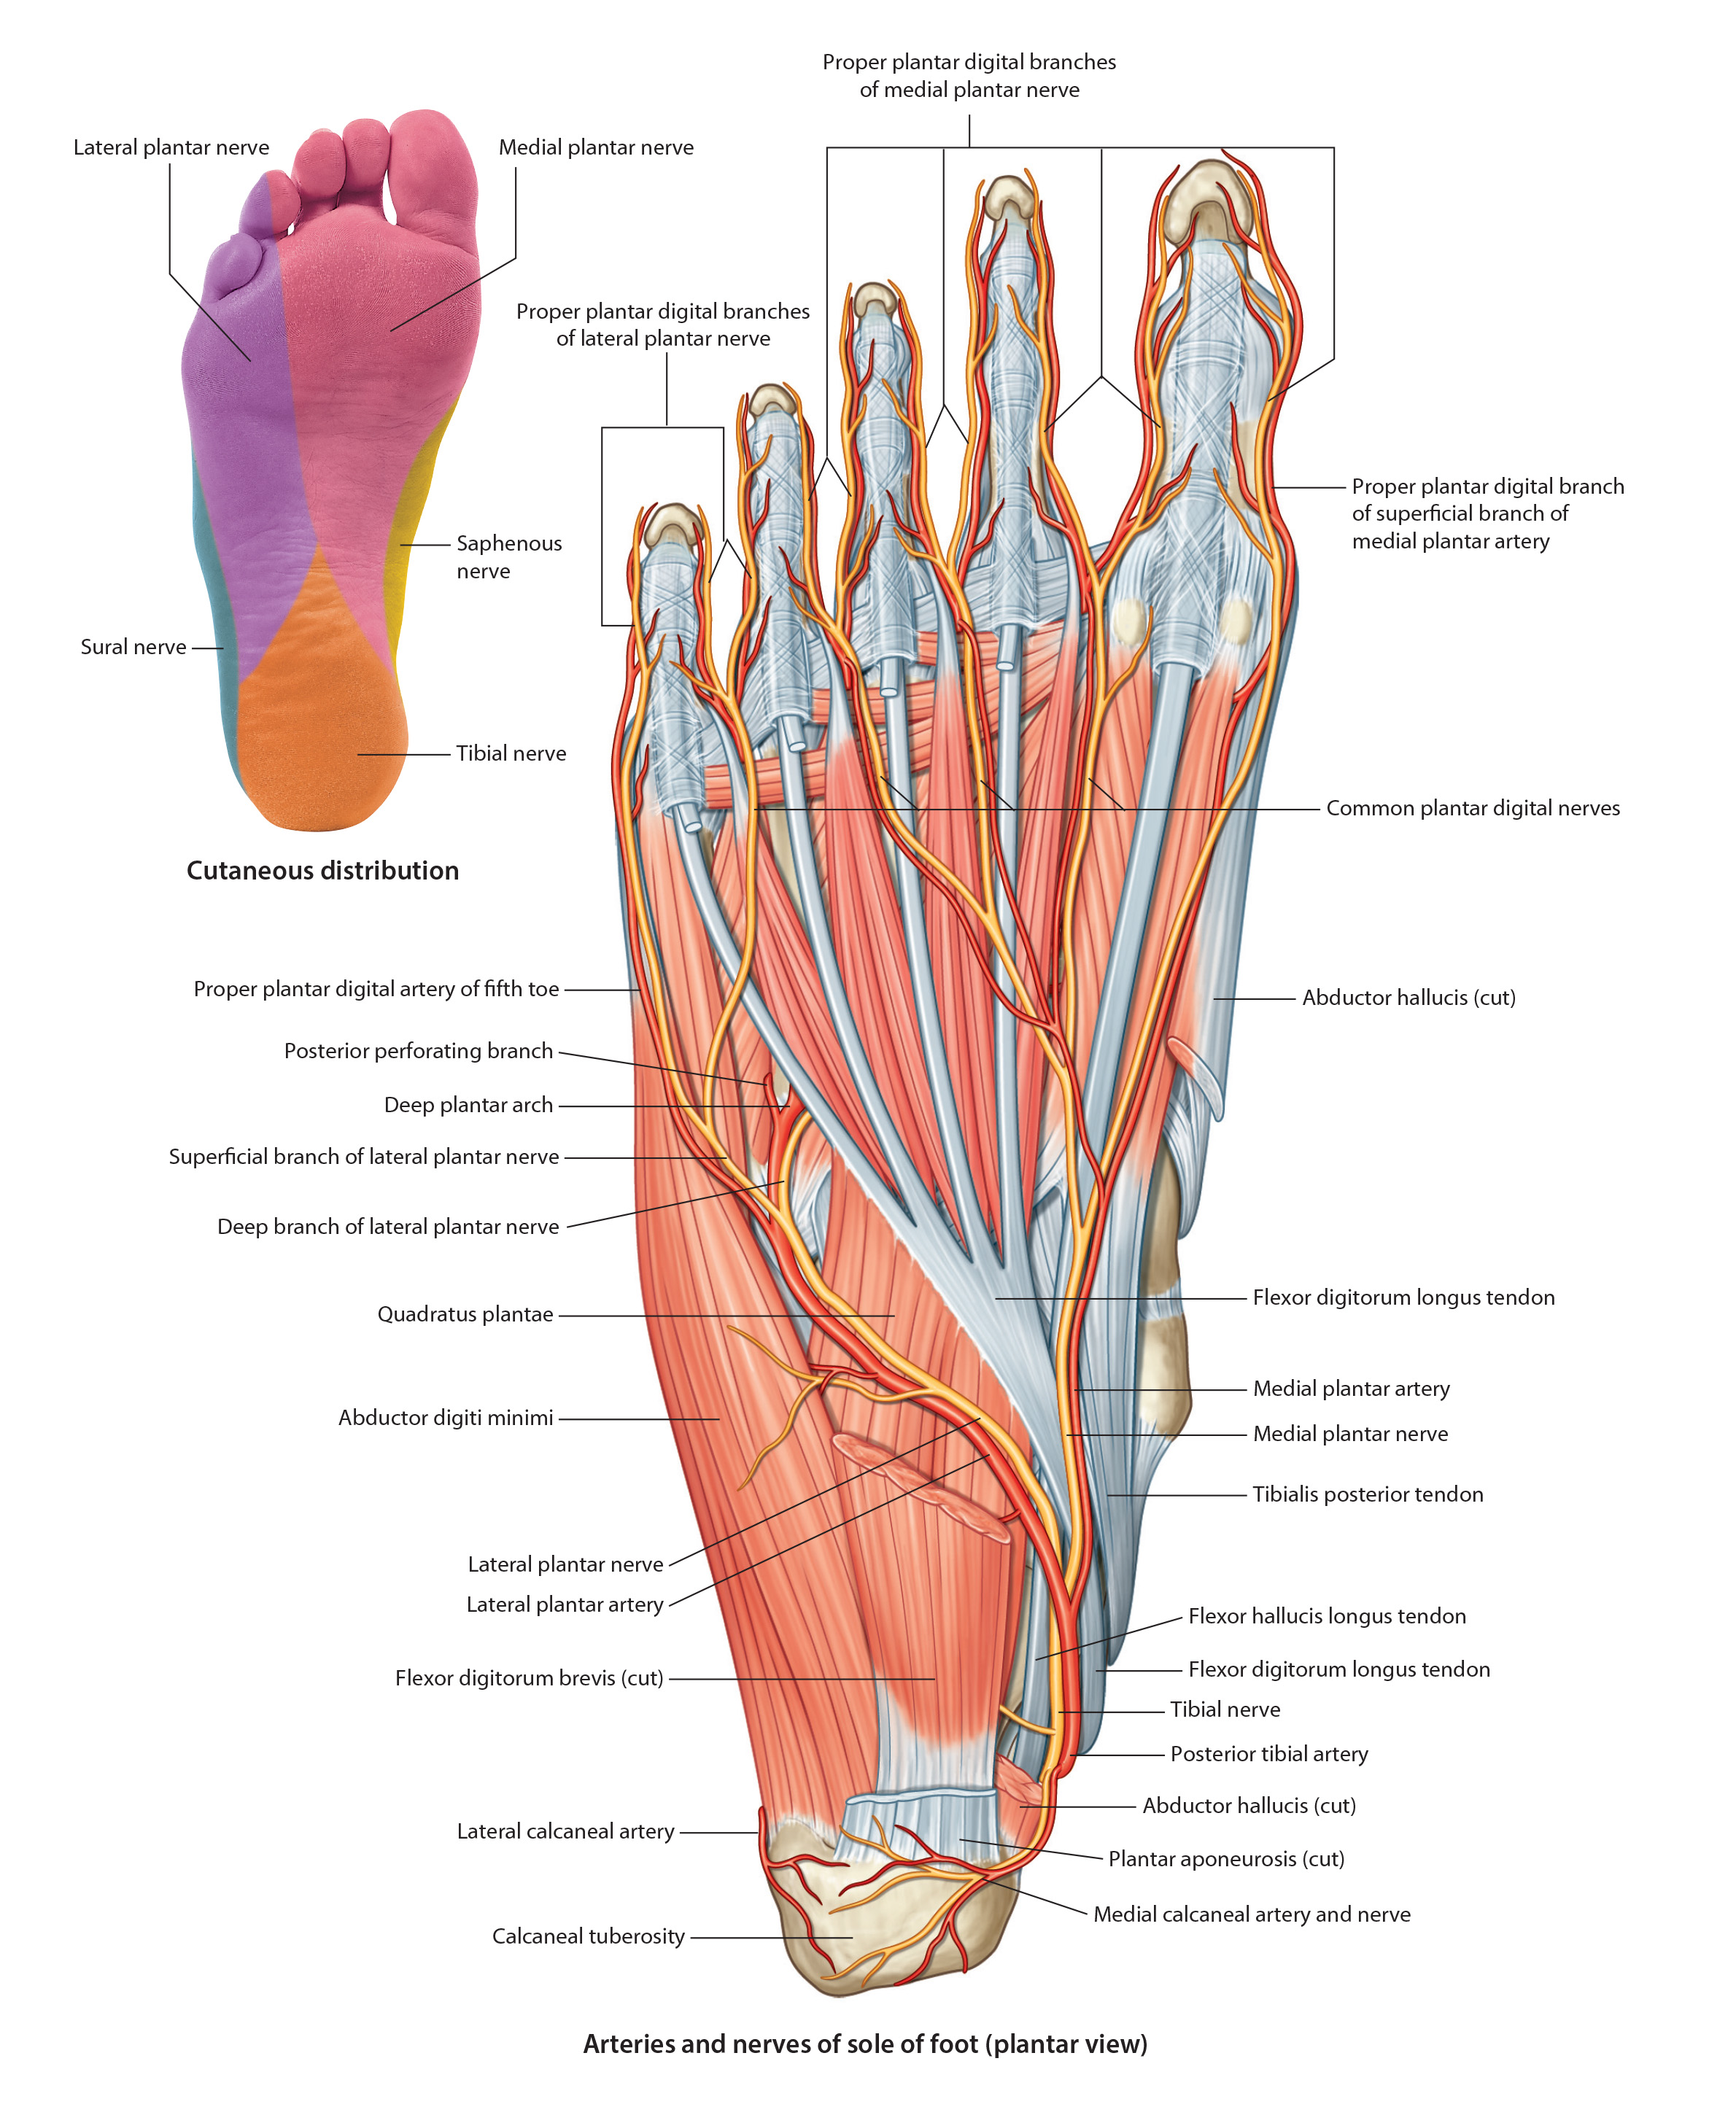 Proper plantar digital branches
of medial plantar nerve
Lateral plantar nerve
Medial plantar nerve
Proper plantar digital branches
of lateral plantar nerve
Proper plantar digital branch
of superficial branch of
medial plantar artery
Saphenous
nerve
Sural nerve
Tibial nerve
Common plantar digital nerves
Cutaneous distribution
Proper plantar digital artery of fifth toe
Abductor hallucis (cut)
Posterior perforating branch
Deep plantar arch
Superficial branch of lateral plantar nerve
Deep branch of lateral plantar nerve
Flexor digitorum longus tendon
Quadratus plantae
Medial plantar artery
Abductor digiti minimi
Medial plantar nerve
Tibialis posterior tendon
Lateral plantar nerve
Lateral plantar artery
Flexor hallucis longus tendon
Flexor digitorum longus tendon
Flexor digitorum brevis (cut)
Tibial nerve
Posterior tibial artery
Abductor hallucis (cut)
Lateral calcaneal artery
Plantar aponeurosis (cut)
Medial calcaneal artery and nerve
Calcaneal tuberosity
Arteries and nerves of sole of foot (plantar view)